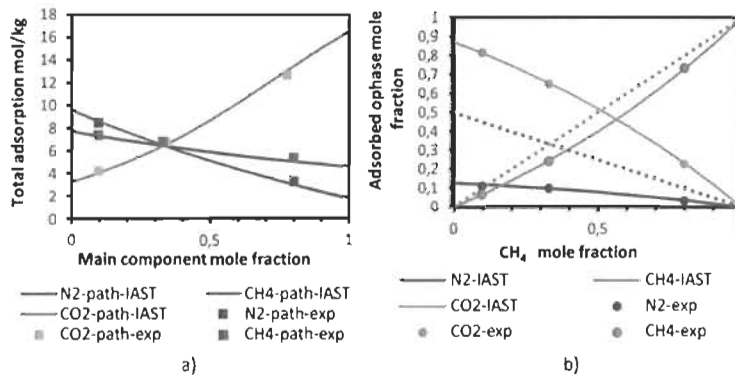 18
16
14
12
10
8
6
4
2
0
Total adsorption mol/kg
0 0,5 1
Main component mole fraction
N2-path-IAST CH4-path-IAST
CO2-path-IAST N2-path-exp
CO2-path-exp CH4-path-exp
a)
1
0,9
0,8
0,7
0,6
0,5
0,4
0,3
0,2
0,1
0
Adsorbed ophase mole
fraction
0 0,5 1
CH₄ mole fraction
N2-IAST CH4-IAST
CO2-IAST N2-exp
CO2-exp CH4-exp
b)